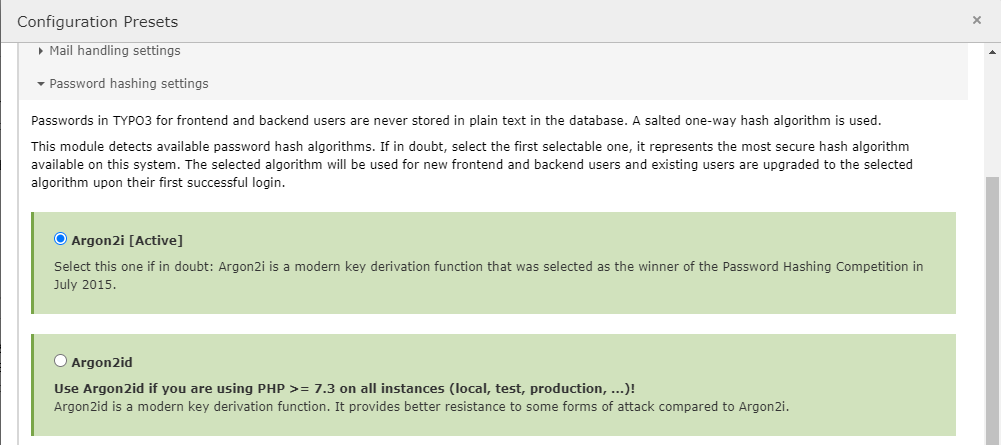 Configuration Presets ×
Mail handling settings
Password hashing settings
Passwords in TYPO3 for frontend and backend users are never stored in plain text in the database. A salted one-way hash algorithm is used.
This module detects available password hash algorithms. If in doubt, select the first selectable one, it represents the most secure hash algorithm
available on this system. The selected algorithm will be used for new frontend and backend users and existing users are upgraded to the selected
algorithm upon their first successful login.
Argon2i [Active]
Select this one if in doubt: Argon2i is a modern key derivation function that was selected as the winner of the Password Hashing Competition in
July 2015.
Argon2id
Use Argon2id if you are using PHP >= 7.3 on all instances (local, test, production, ...)!
Argon2id is a modern key derivation function. It provides better resistance to some forms of attack compared to Argon2i.